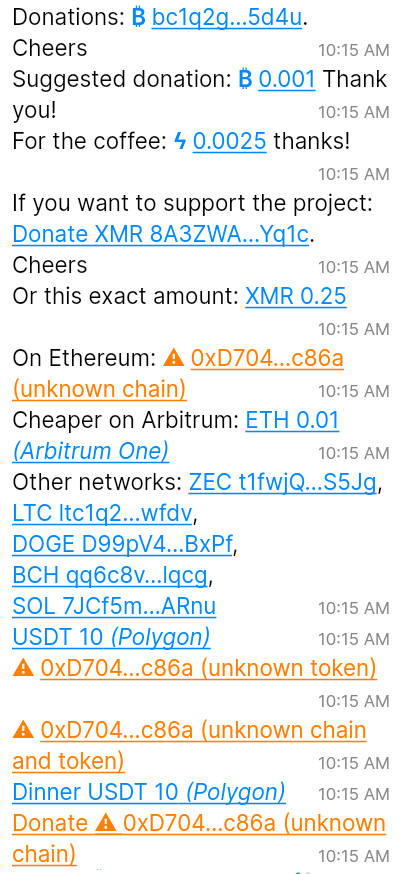 Donations: ₿ bc1q2g…5d4u.
Cheers 10:15 AM
Suggested donation: ₿ 0.001 Thank
you! 10:15 AM
For the coffee: ϟ 0.0025 thanks!
10:15 AM
If you want to support the project:
Donate XMR 8A3ZWA…Yq1c.
Cheers 10:15 AM
Or this exact amount: XMR 0.25
10:15 AM
On Ethereum: ⚠ 0xD704…c86a
(unknown chain) 10:15 AM
Cheaper on Arbitrum: ETH 0.01
(Arbitrum One) 10:15 AM
Other networks: ZEC t1fwjQ…S5Jg,
LTC ltc1q2…wfdv,
DOGE D99pV4…BxPf,
BCH qq6c8v…lqcg,
SOL 7JCf5m…ARnu 10:15 AM
USDT 10 (Polygon) 10:15 AM
⚠ 0xD704…c86a (unknown token)
10:15 AM
⚠ 0xD704…c86a (unknown chain
and token) 10:15 AM
Dinner USDT 10 (Polygon) 10:15 AM
Donate ⚠ 0xD704…c86a (unknown
chain) 10:15 AM